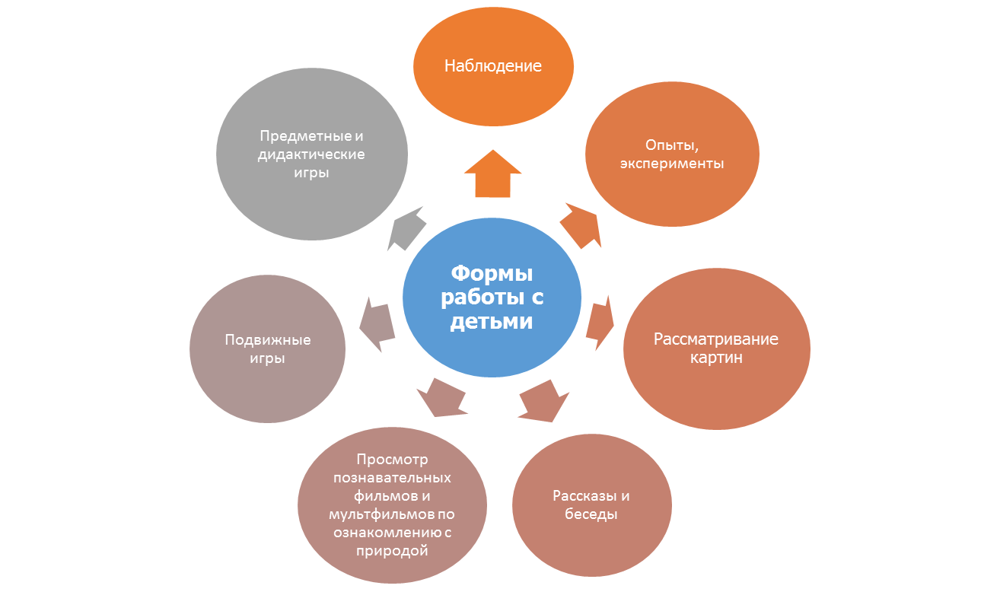 Наблюдение
Опыты,
эксперименты
Рассматривание
картин
Рассказы и
беседы
Просмотр
познавательных
фильмов и
мультфильмов по
ознакомлению с
природой
Подвижные
игры
Предметные и
дидактические
игры
Формы
работы с
детьми